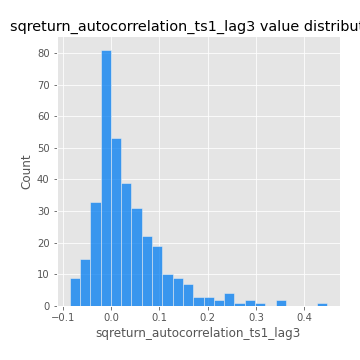 sqreturn_autocorrelation_ts1_lag3 value distribut
80
70
60
50
40
30
20
10
0
Count
−0.1 0.0 0.1 0.2 0.3 0.4
sqreturn_autocorrelation_ts1_lag3